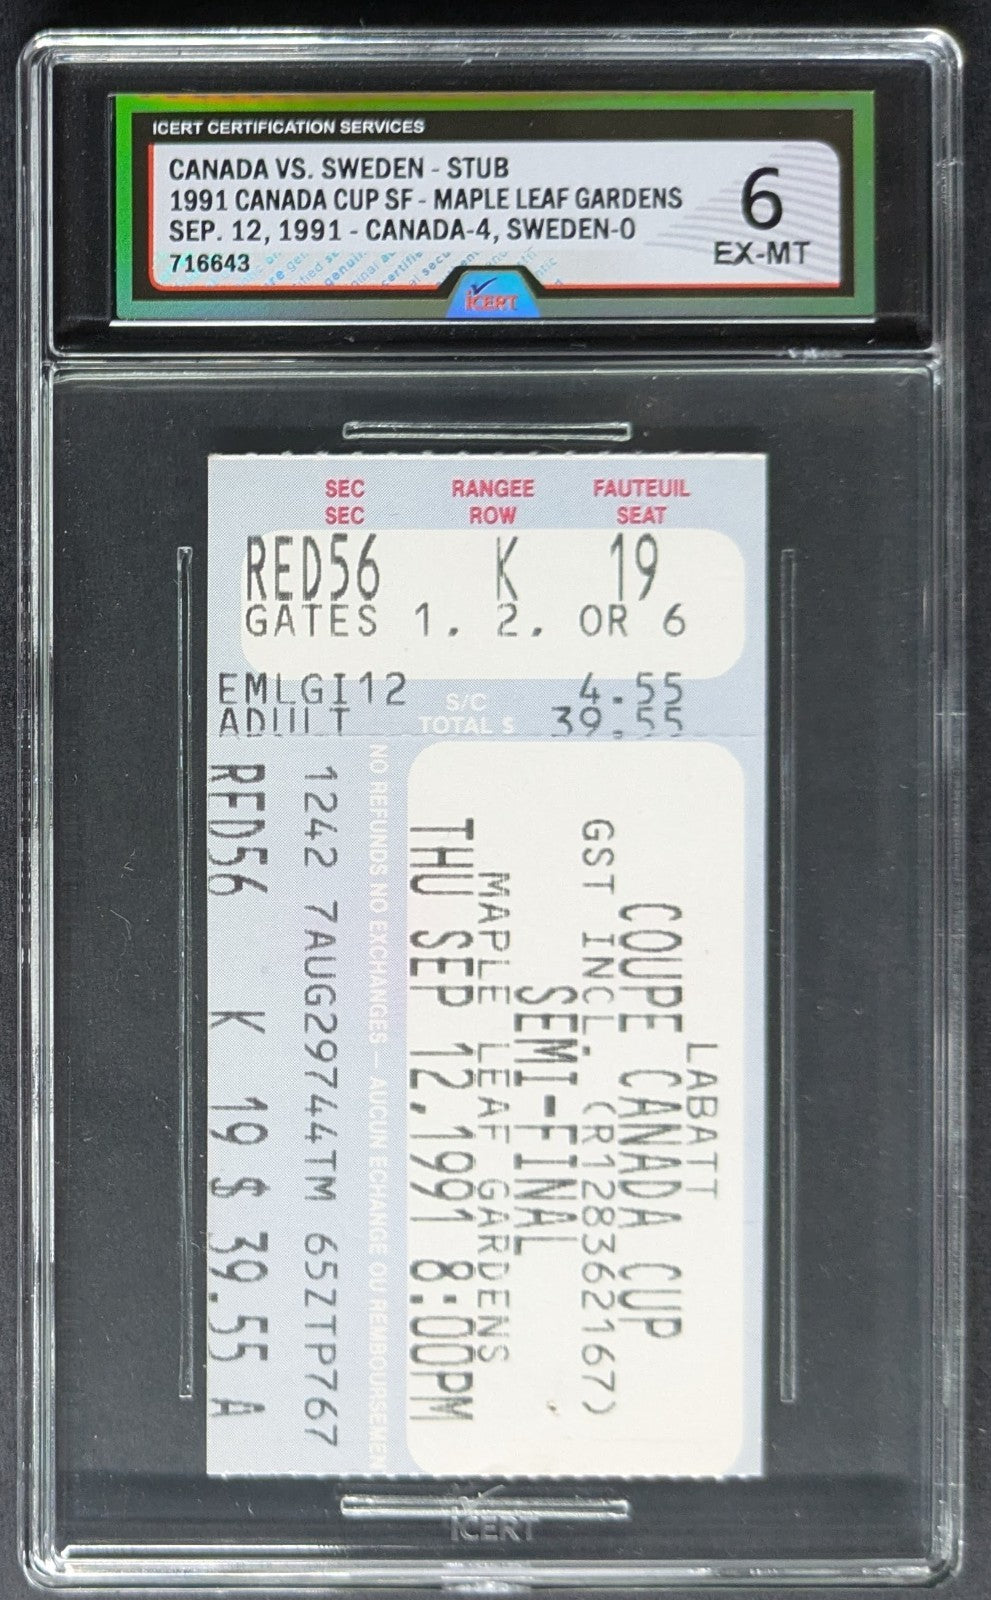 ICERT CERTIFICATION SERVICES
CANADA VS. SWEDEN - STUB
1991 CANADA CUP SF - MAPLE LEAF GARDENS
SEP. 12, 1991 - CANADA-4, SWEDEN-0
716643
6
EX-MT
iCERT
SEC RANGEE FAUTEUIL
SEC ROW SEAT
RED56 K 19
GATES 1. 2. OR 6
EMLGI12 S/C 4.55
ADULT TOTAL $ 39.55
LABATT
COUPE CANADA CUP
GST INCL. (R128362167)
SEMI-FINAL
MAPLE LEAF GARDENS
THU SEP 12,1991 8:00PM
NO REFUNDS NO EXCHANGES – AUCUN ECHANGE OU REMBOURSEMEN
1242 7AUG29744TM 65ZTP767
RED56 K 19 $ 39.55 A
iCERT